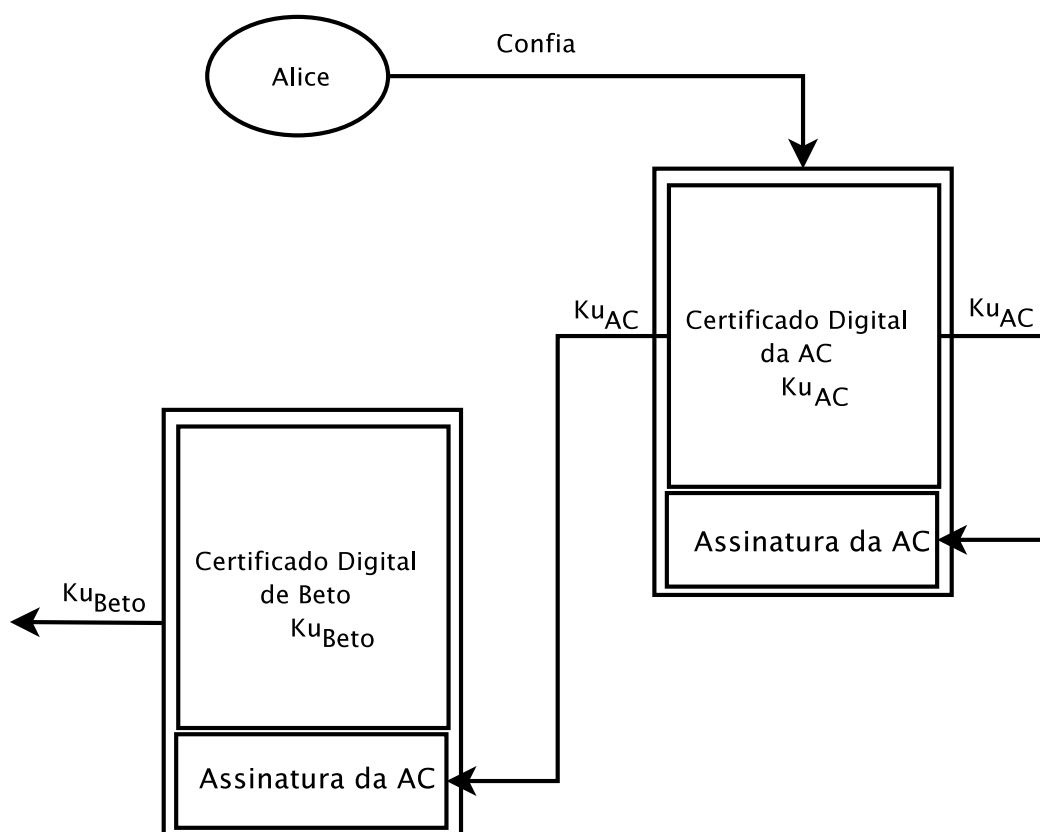 Confia
Alice
Ku_AC
Ku_AC
Certificado Digital
da AC
Ku_AC
Assinatura da AC
Certificado Digital
de Beto
Ku_Beto
Ku_Beto
Assinatura da AC